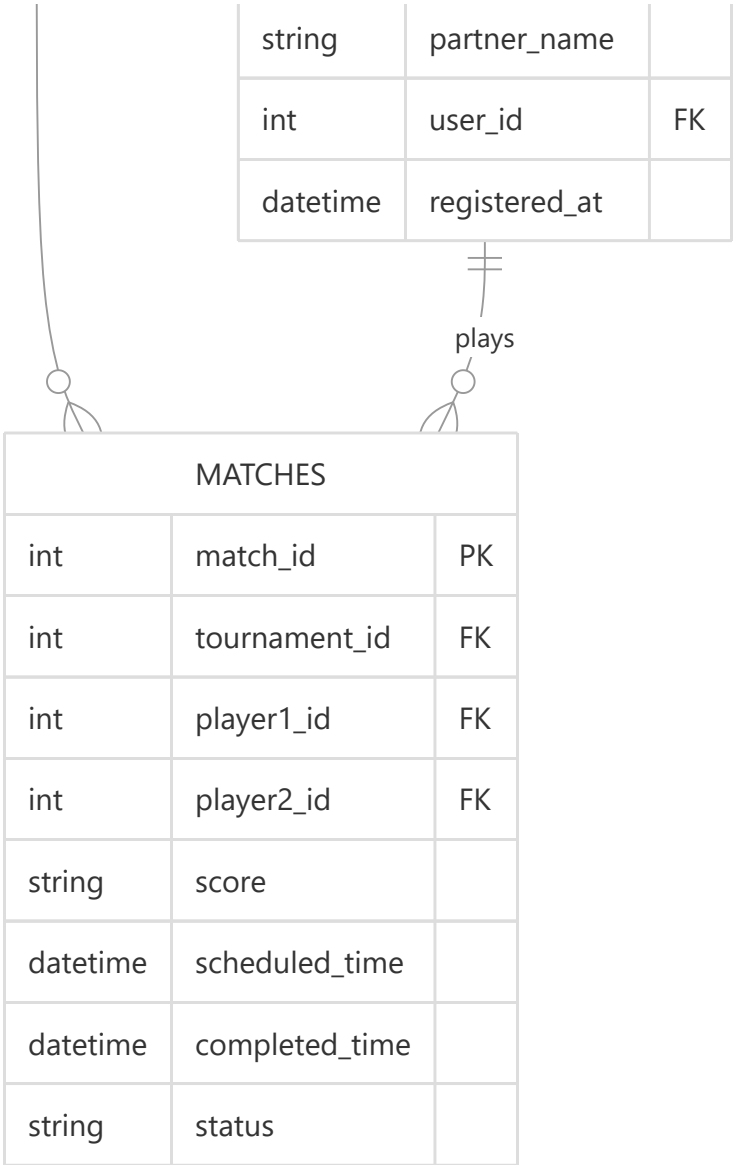 string partner_name
int user_id FK
datetime registered_at
plays
MATCHES
int match_id PK
int tournament_id FK
int player1_id FK
int player2_id FK
string score
datetime scheduled_time
datetime completed_time
string status